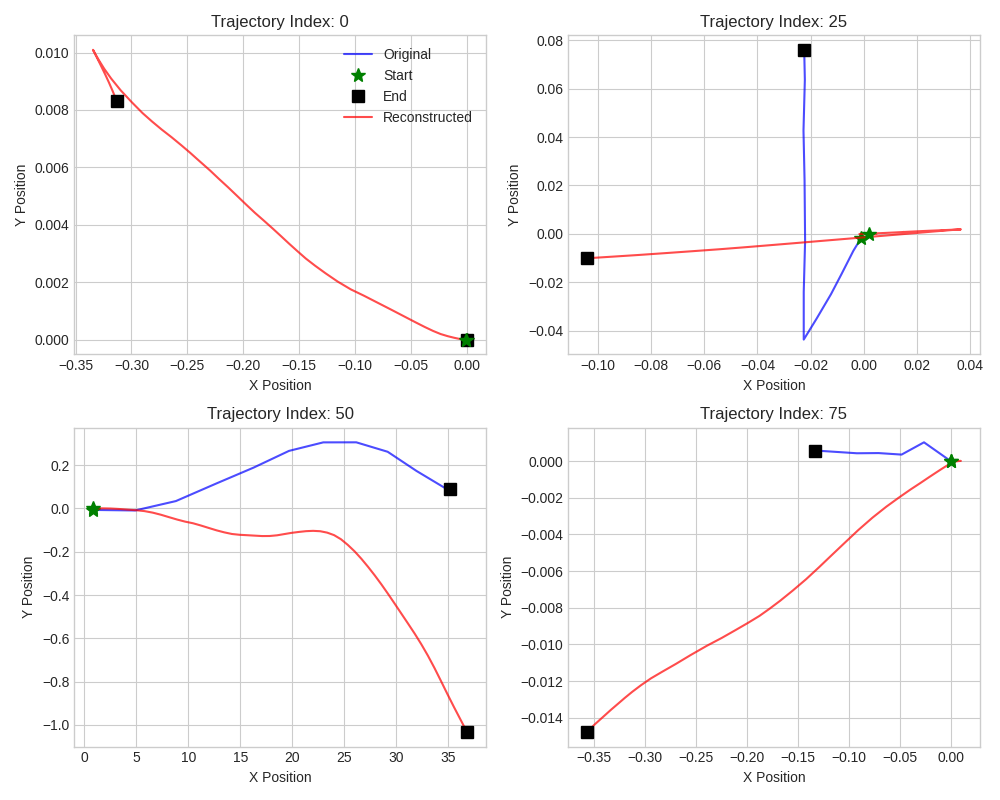 Trajectory Index: 0
0.010
0.008
0.006
0.004
0.002
0.000
Y Position
Original
Start
End
Reconstructed
−0.35 −0.30 −0.25 −0.20 −0.15 −0.10 −0.05 0.00
X Position
Trajectory Index: 25
0.08
0.06
0.04
0.02
0.00
−0.02
−0.04
Y Position
−0.10 −0.08 −0.06 −0.04 −0.02 0.00 0.02 0.04
X Position
Trajectory Index: 50
0.2
0.0
−0.2
−0.4
−0.6
−0.8
−1.0
Y Position
0 5 10 15 20 25 30 35
X Position
Trajectory Index: 75
0.000
−0.002
−0.004
−0.006
−0.008
−0.010
−0.012
−0.014
Y Position
−0.35 −0.30 −0.25 −0.20 −0.15 −0.10 −0.05 0.00
X Position